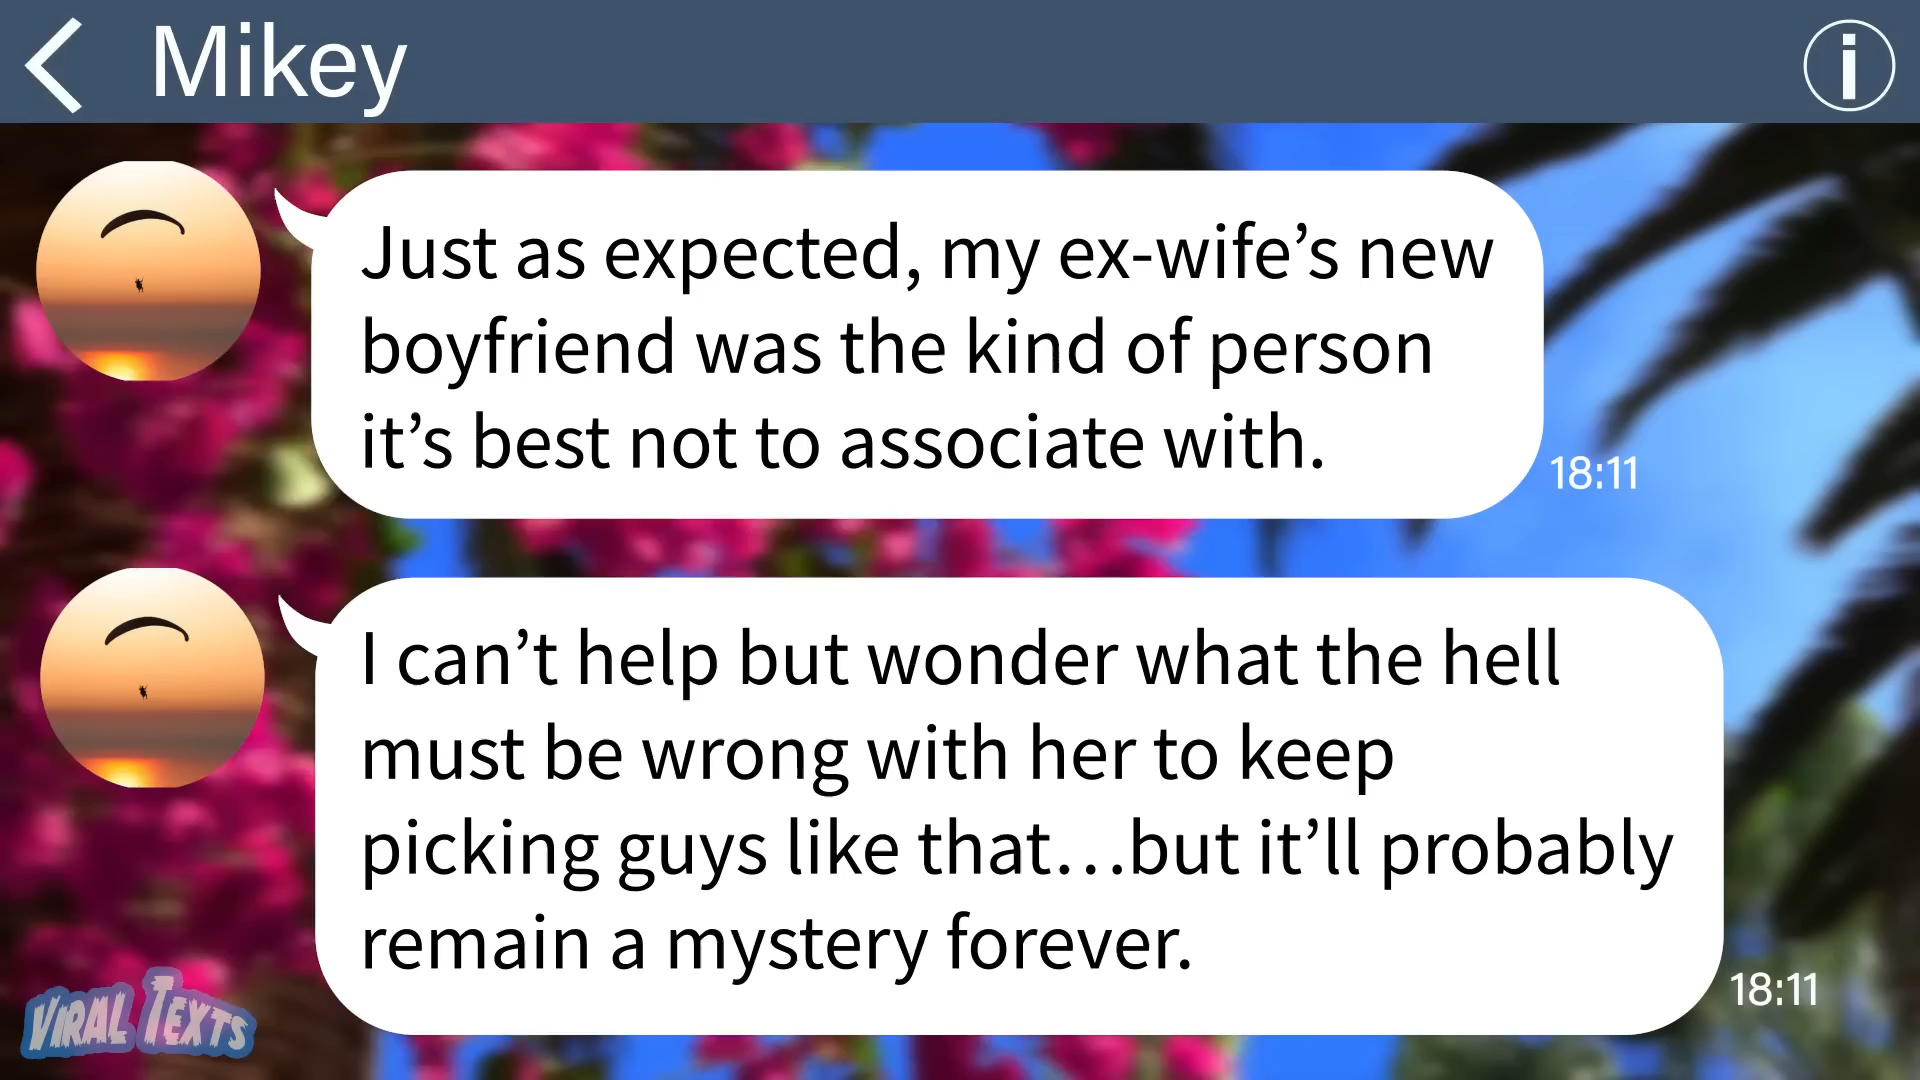 Mikey
Just as expected, my ex-wife’s new
boyfriend was the kind of person
it’s best not to associate with.
18:11
I can’t help but wonder what the hell
must be wrong with her to keep
picking guys like that…but it’ll probably
remain a mystery forever.
18:11
VIRAL TEXTS